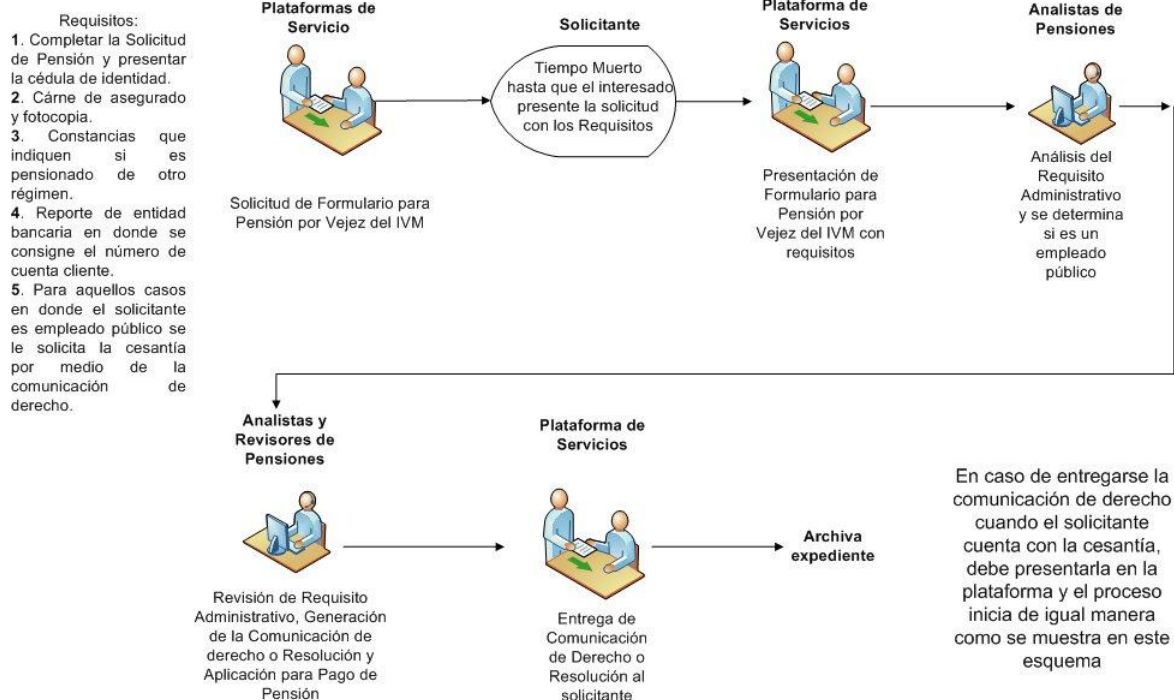 Requisitos:
1. Completar la Solicitud
de Pensión y presentar
la cédula de identidad.
2. Cárne de asegurado
y fotocopia.
3. Constancias que
indiquen si es
pensionado de otro
régimen.
4. Reporte de entidad
bancaria en donde se
consigne el número de
cuenta cliente.
5. Para aquellos casos
en donde el solicitante
es empleado público se
le solicita la cesantía
por medio de la
comunicación de
derecho.
Plataformas de
Servicio
Solicitud de Formulario para
Pensión por Vejez del IVM
Solicitante
Tiempo Muerto
hasta que el interesado
presente la solicitud
con los Requisitos
Plataforma de
Servicios
Presentación de
Formulario para
Pensión por
Vejez del IVM con
requisitos
Analistas de
Pensiones
Análisis del
Requisito
Administrativo
y se determina
si es un
empleado
público
Analistas y
Revisores de
Pensiones
Revisión de Requisito
Administrativo, Generación
de la Comunicación de
derecho o Resolución y
Aplicación para Pago de
Pensión
Plataforma de
Servicios
Entrega de
Comunicación
de Derecho o
Resolución al
solicitante
Archiva
expediente
En caso de entregarse la
comunicación de derecho
cuando el solicitante
cuenta con la cesantía,
debe presentarla en la
plataforma y el proceso
inicia de igual manera
como se muestra en este
esquema